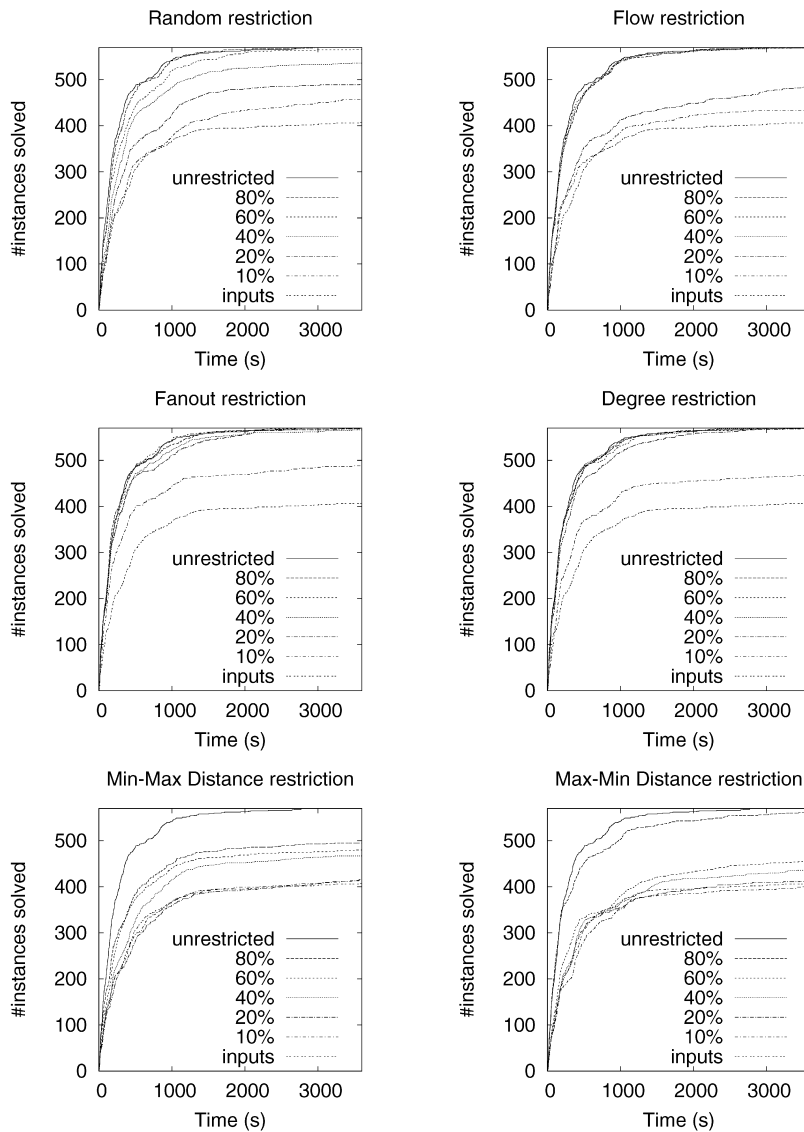 Random restriction
#instances solved
500
400
300
200
100
0
unrestricted
80%
60%
40%
20%
10%
inputs
0 1000 2000 3000
Time (s)
Flow restriction
#instances solved
500
400
300
200
100
0
unrestricted
80%
60%
40%
20%
10%
inputs
0 1000 2000 3000
Time (s)
Fanout restriction
#instances solved
500
400
300
200
100
0
unrestricted
80%
60%
40%
20%
10%
inputs
0 1000 2000 3000
Time (s)
Degree restriction
#instances solved
500
400
300
200
100
0
unrestricted
80%
60%
40%
20%
10%
inputs
0 1000 2000 3000
Time (s)
Min-Max Distance restriction
#instances solved
500
400
300
200
100
0
unrestricted
80%
60%
40%
20%
10%
inputs
0 1000 2000 3000
Time (s)
Max-Min Distance restriction
#instances solved
500
400
300
200
100
0
unrestricted
80%
60%
40%
20%
10%
inputs
0 1000 2000 3000
Time (s)